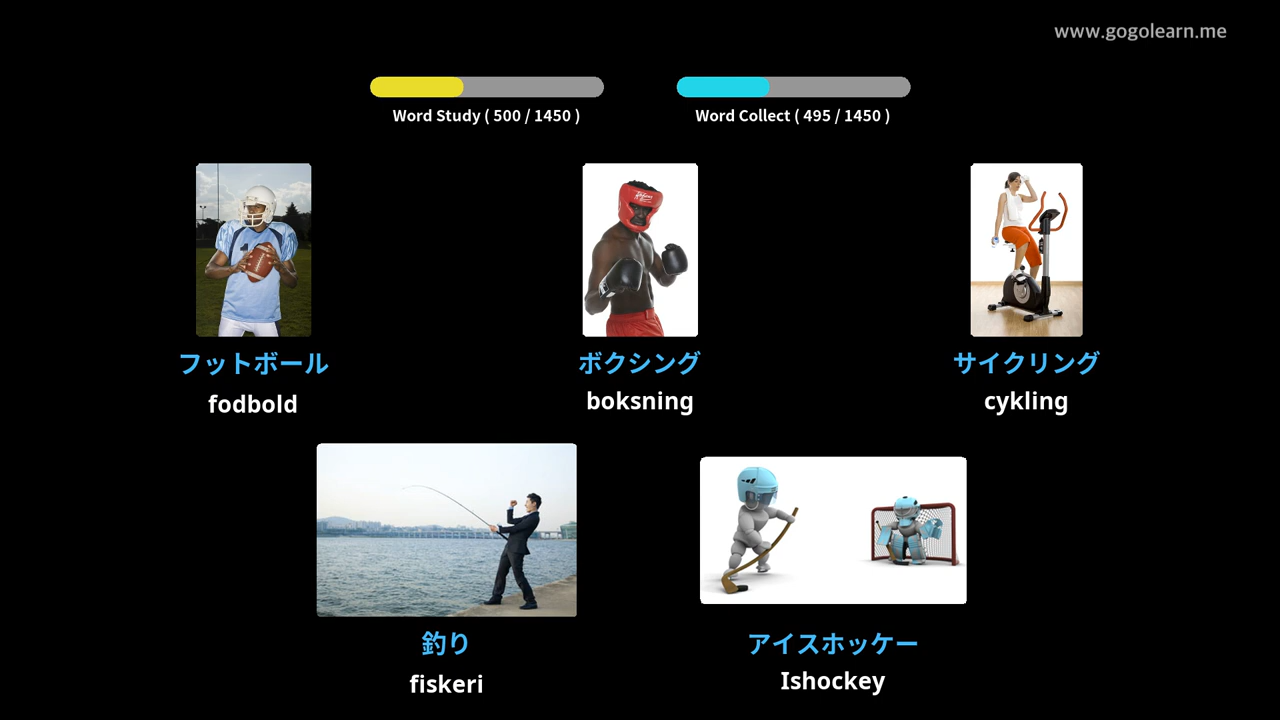 www.gogolearn.me
Word Study ( 500 / 1450 )
Word Collect ( 495 / 1450 )
フットボール
fodbold
ボクシング
boksning
サイクリング
cykling
釣り
fiskeri
アイスホッケー
Ishockey